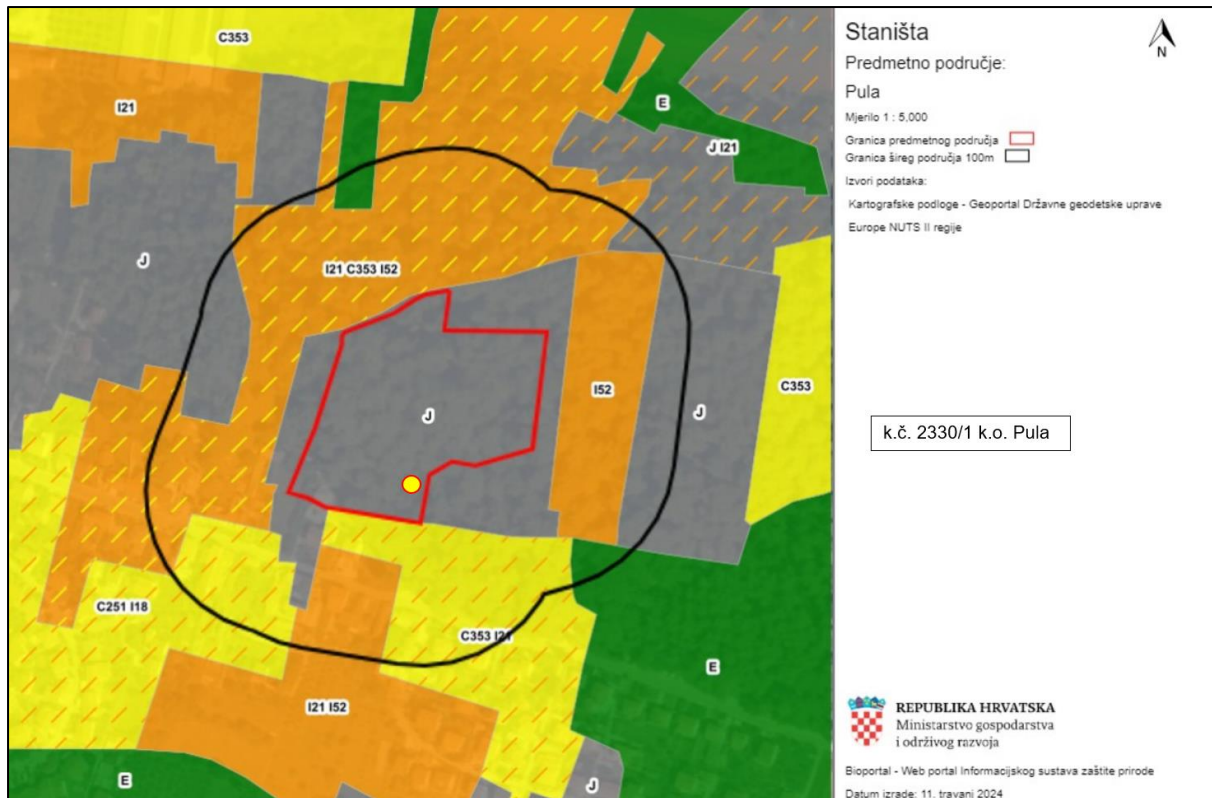 C353
I21
E
J I21
J
I21 C353 I52
I52
C353
J
J
C251 I18
C353 I21
E
I21 I52
E
J
Staništa
N
Predmetno područje:
Pula
Mjerilo 1 : 5,000
Granica predmetnog područja
Granica šireg područja 100m
Izvori podataka:
Kartografske podloge - Geoportal Državne geodetske uprave
Europe NUTS II regije
k.č. 2330/1 k.o. Pula
REPUBLIKA HRVATSKA
Ministarstvo gospodarstva
i održivog razvoja
Bioportal - Web portal Informacijskog sustava zaštite prirode
Datum izrade: 11. travanj 2024